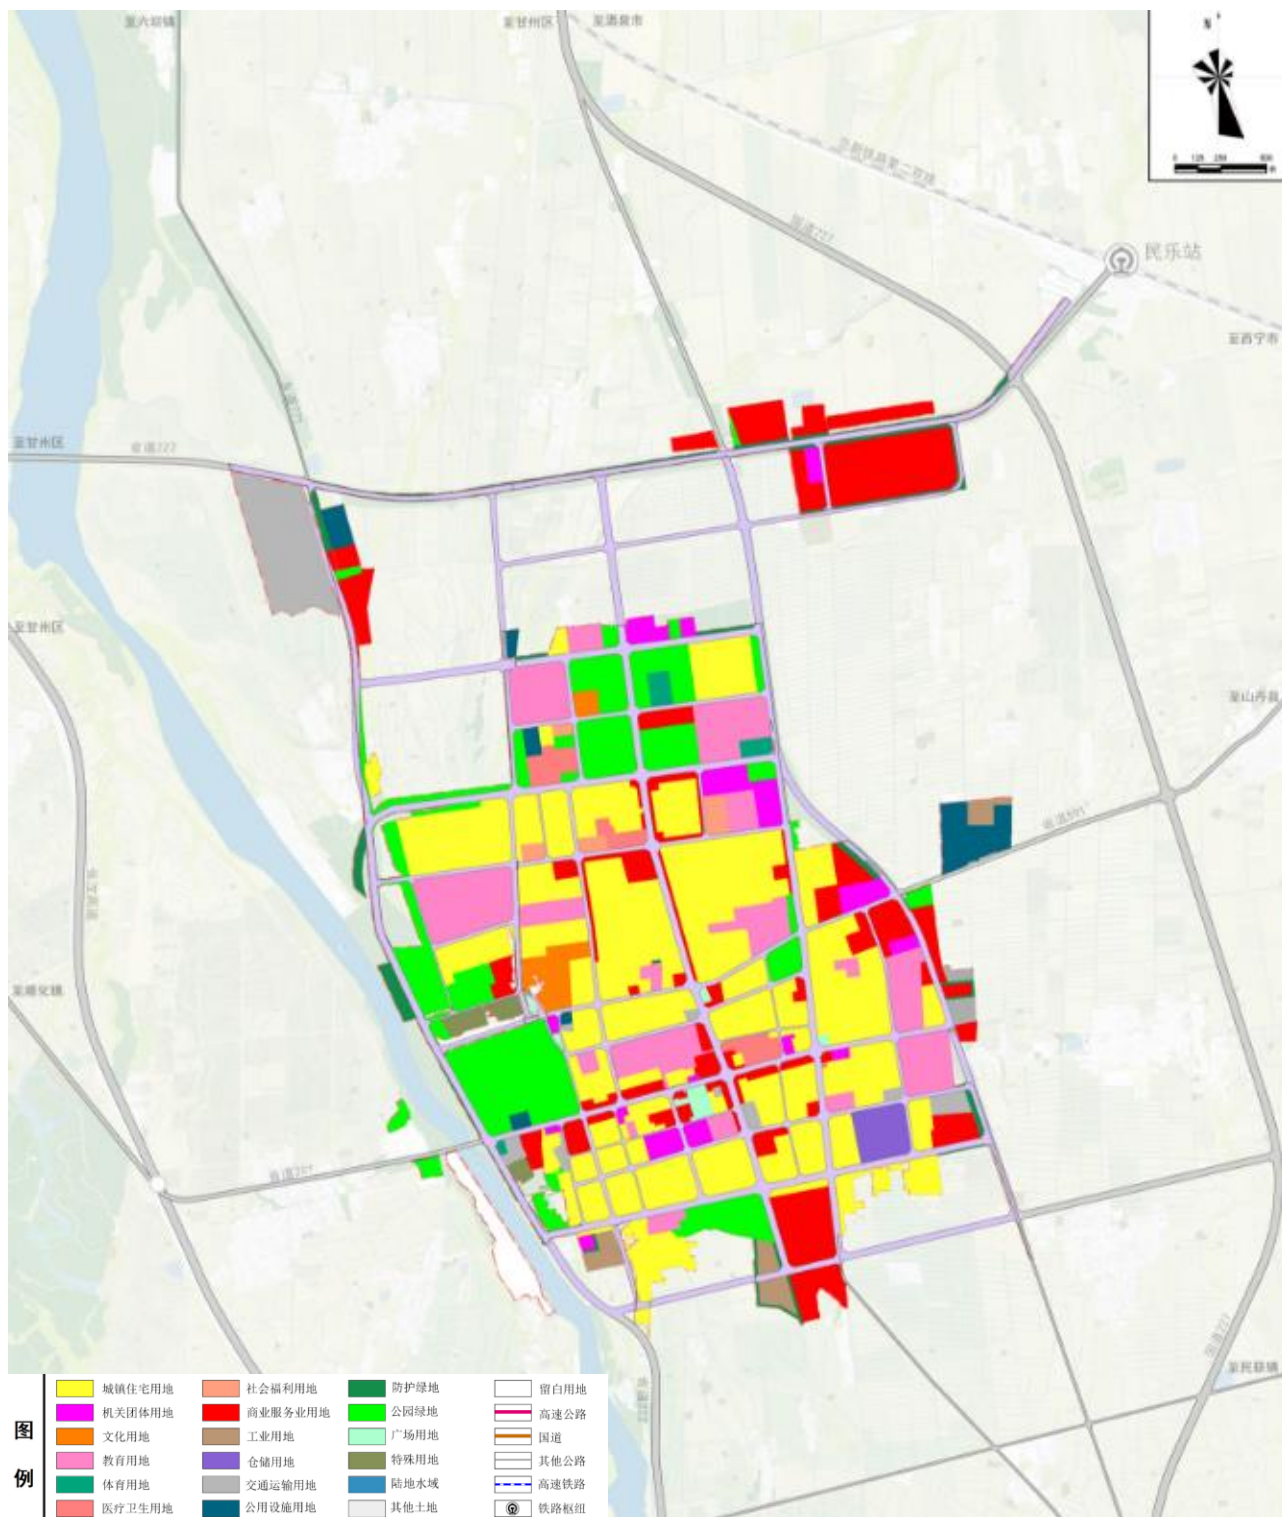 至六坝镇
至甘州区
至酒泉市
N
国道227
民乐站
至西宁市
至甘州区
省道227
至甘州区
至山丹县
省道591
至民联镇
图例
城镇住宅用地
机关团体用地
文化用地
教育用地
体育用地
医疗卫生用地
社会福利用地
商业服务业用地
工业用地
仓储用地
交通运输用地
公用设施用地
防护绿地
公园绿地
广场用地
特殊用地
陆地水域
其他土地
留白用地
高速公路
国道
其他公路
高速铁路
铁路枢纽